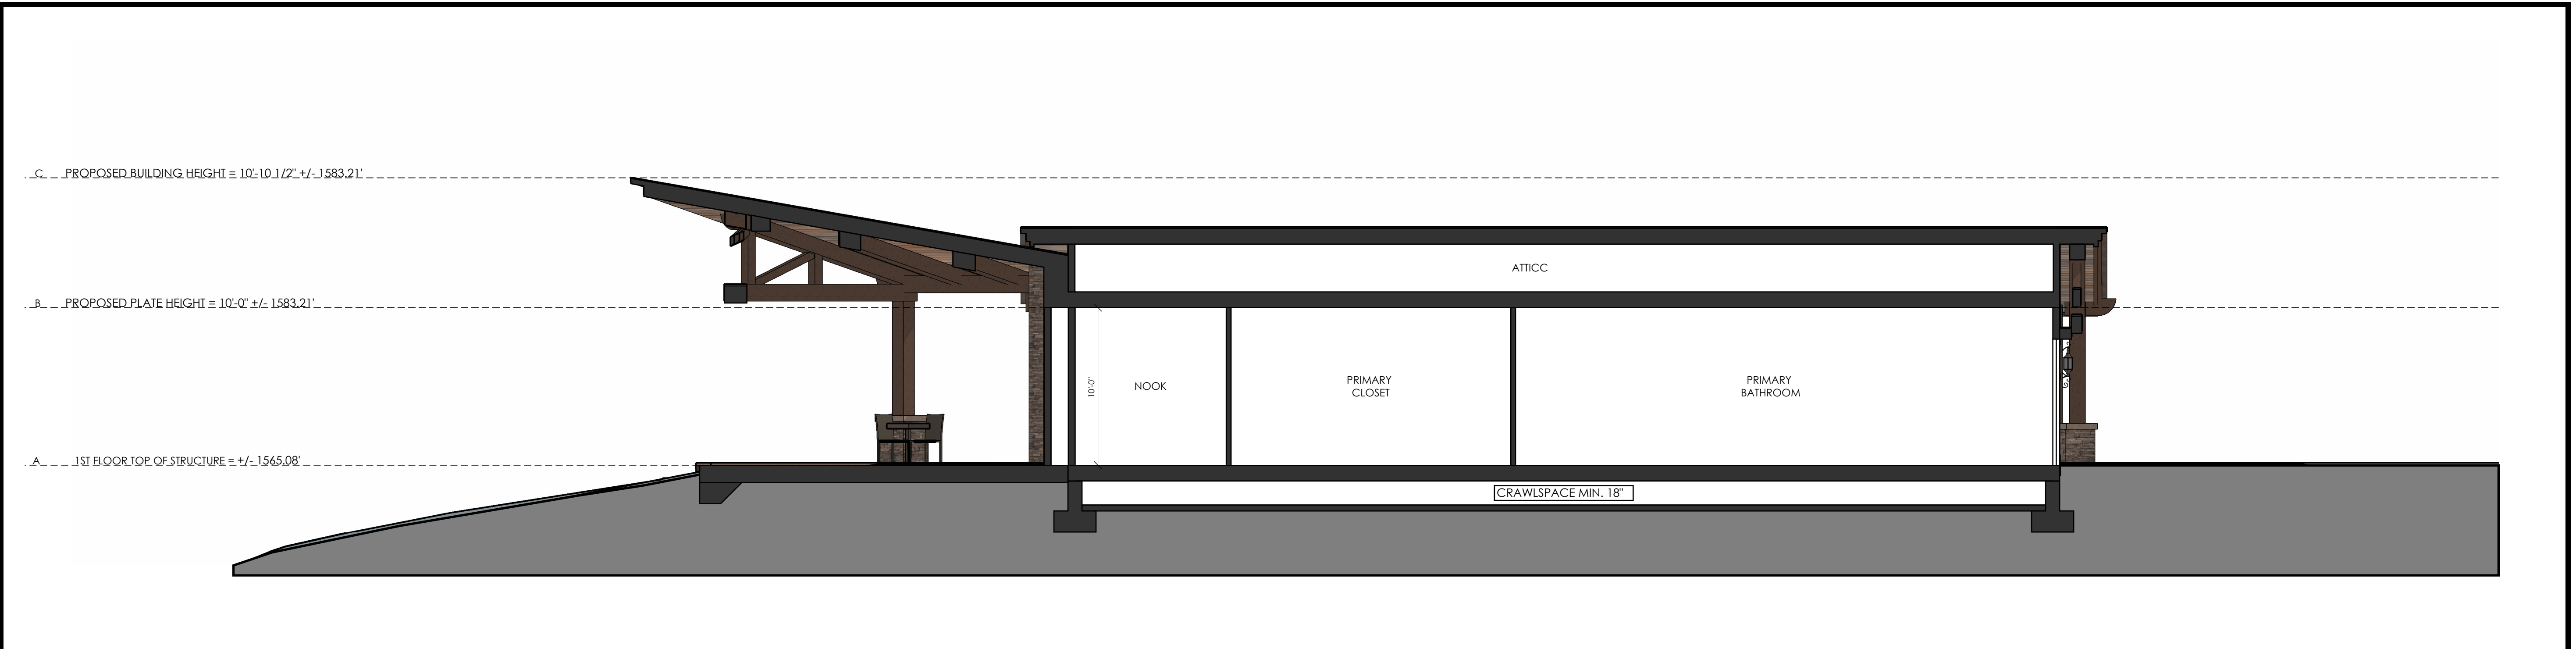 C PROPOSED BUILDING HEIGHT = 10'-10 1/2" +/- 1583.21'
ATTICC
B PROPOSED PLATE HEIGHT = 10'-0" +/- 1583.21'
10'-0"
NOOK
PRIMARY
CLOSET
PRIMARY
BATHROOM
A 1ST FLOOR TOP OF STRUCTURE = +/- 1565.08'
CRAWLSPACE MIN. 18"